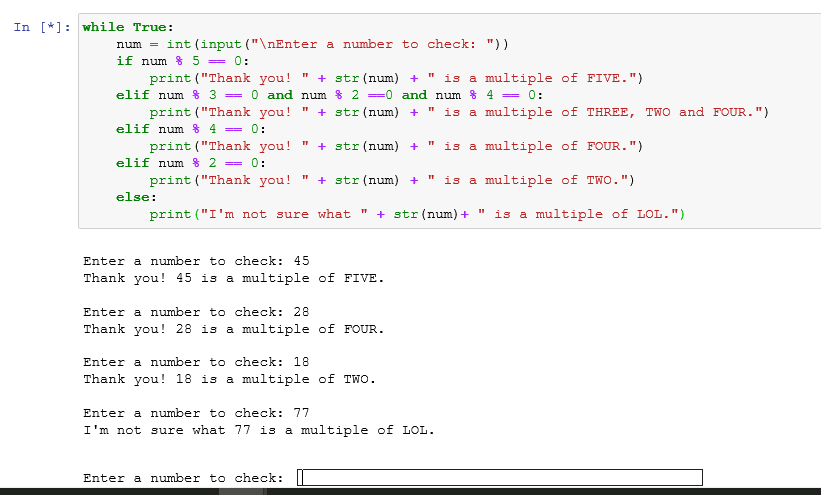 In [*]: while True:
num = int(input("\nEnter a number to check: "))
if num % 5 == 0:
print("Thank you! " + str(num) + " is a multiple of FIVE.")
elif num % 3 == 0 and num % 2 ==0 and num % 4 == 0:
print("Thank you! " + str(num) + " is a multiple of THREE, TWO and FOUR.")
elif num % 4 == 0:
print("Thank you! " + str(num) + " is a multiple of FOUR.")
elif num % 2 == 0:
print("Thank you! " + str(num) + " is a multiple of TWO.")
else:
print("I'm not sure what " + str(num)+ " is a multiple of LOL.")
Enter a number to check: 45
Thank you! 45 is a multiple of FIVE.
Enter a number to check: 28
Thank you! 28 is a multiple of FOUR.
Enter a number to check: 18
Thank you! 18 is a multiple of TWO.
Enter a number to check: 77
I'm not sure what 77 is a multiple of LOL.
Enter a number to check: